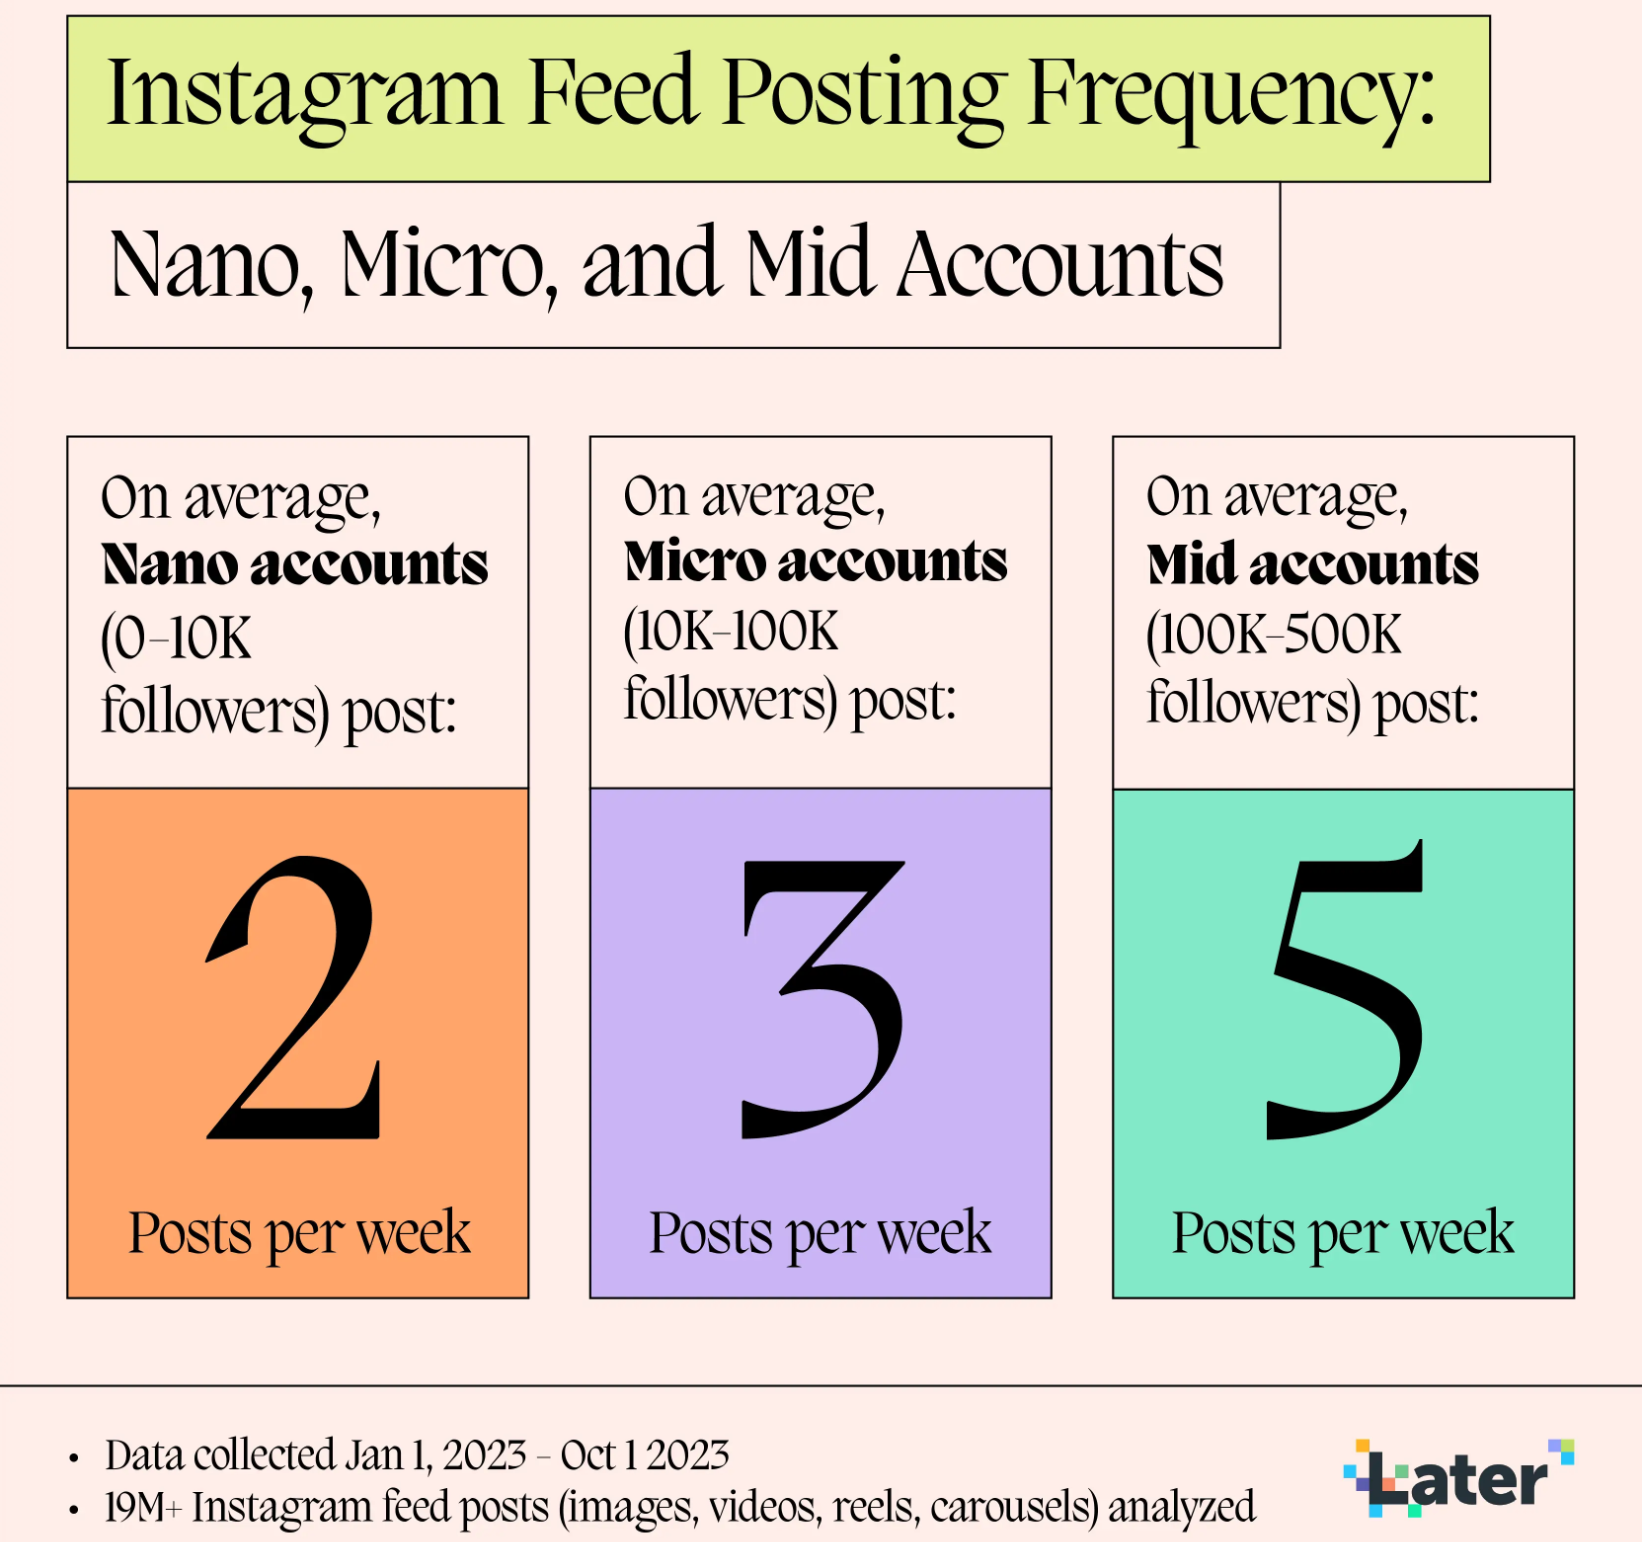 Instagram Feed Posting Frequency:
Nano, Micro, and Mid Accounts
On average,
Nano accounts
(0–10K
followers) post:
2
Posts per week
On average,
Micro accounts
(10K–100K
followers) post:
3
Posts per week
On average,
Mid accounts
(100K–500K
followers) post:
5
Posts per week
• Data collected Jan 1, 2023 – Oct 1 2023
• 19M+ Instagram feed posts (images, videos, reels, carousels) analyzed
Later